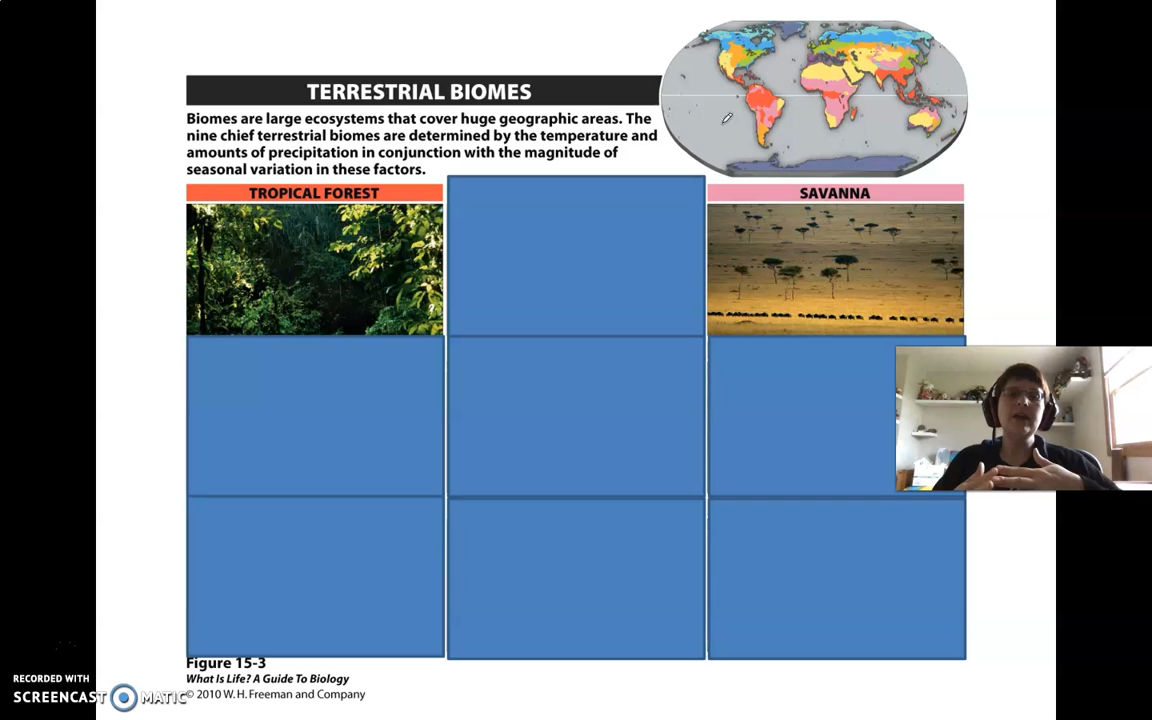 TERRESTRIAL BIOMES
Biomes are large ecosystems that cover huge geographic areas. The
nine chief terrestrial biomes are determined by the temperature and
amounts of precipitation in conjunction with the magnitude of
seasonal variation in these factors.
TROPICAL FOREST
SAVANNA
Figure 15-3
What Is Life? A Guide To Biology
© 2010 W. H. Freeman and Company
RECORDED WITH
SCREENCAST MATIC